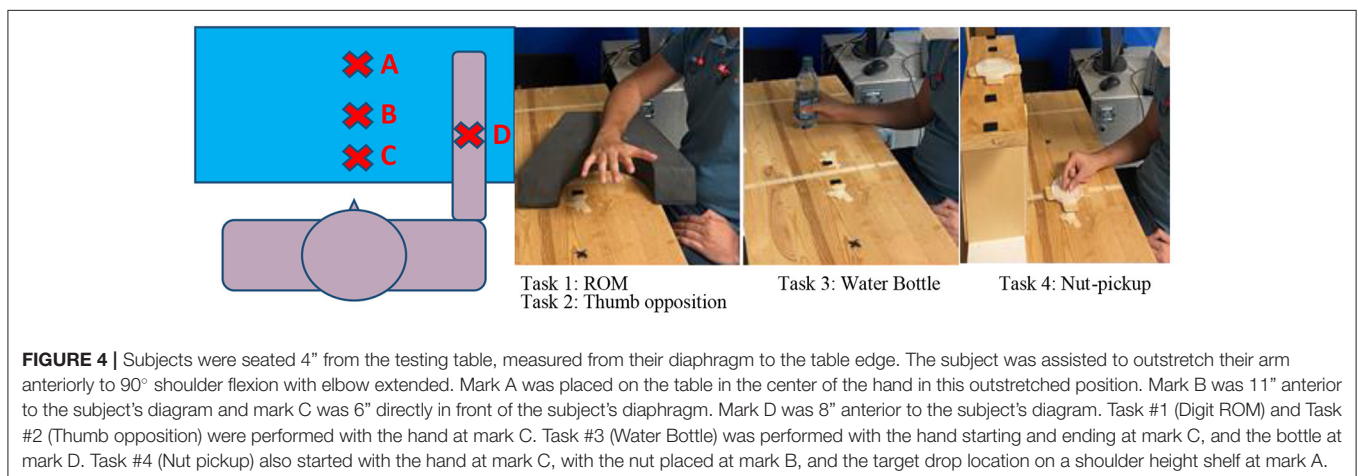 A
B
D
C
Task 1: ROM
Task 2: Thumb opposition
Task 3: Water Bottle
Task 4: Nut-pickup
FIGURE 4 | Subjects were seated 4” from the testing table, measured from their diaphragm to the table edge. The subject was assisted to outstretch their arm
anteriorly to 90° shoulder flexion with elbow extended. Mark A was placed on the table in the center of the hand in this outstretched position. Mark B was 11” anterior
to the subject’s diagram and mark C was 6” directly in front of the subject’s diaphragm. Mark D was 8” anterior to the subject’s diagram. Task #1 (Digit ROM) and Task
#2 (Thumb opposition) were performed with the hand at mark C. Task #3 (Water Bottle) was performed with the hand starting and ending at mark C, and the bottle at
mark D. Task #4 (Nut pickup) also started with the hand at mark C, with the nut placed at mark B, and the target drop location on a shoulder height shelf at mark A.